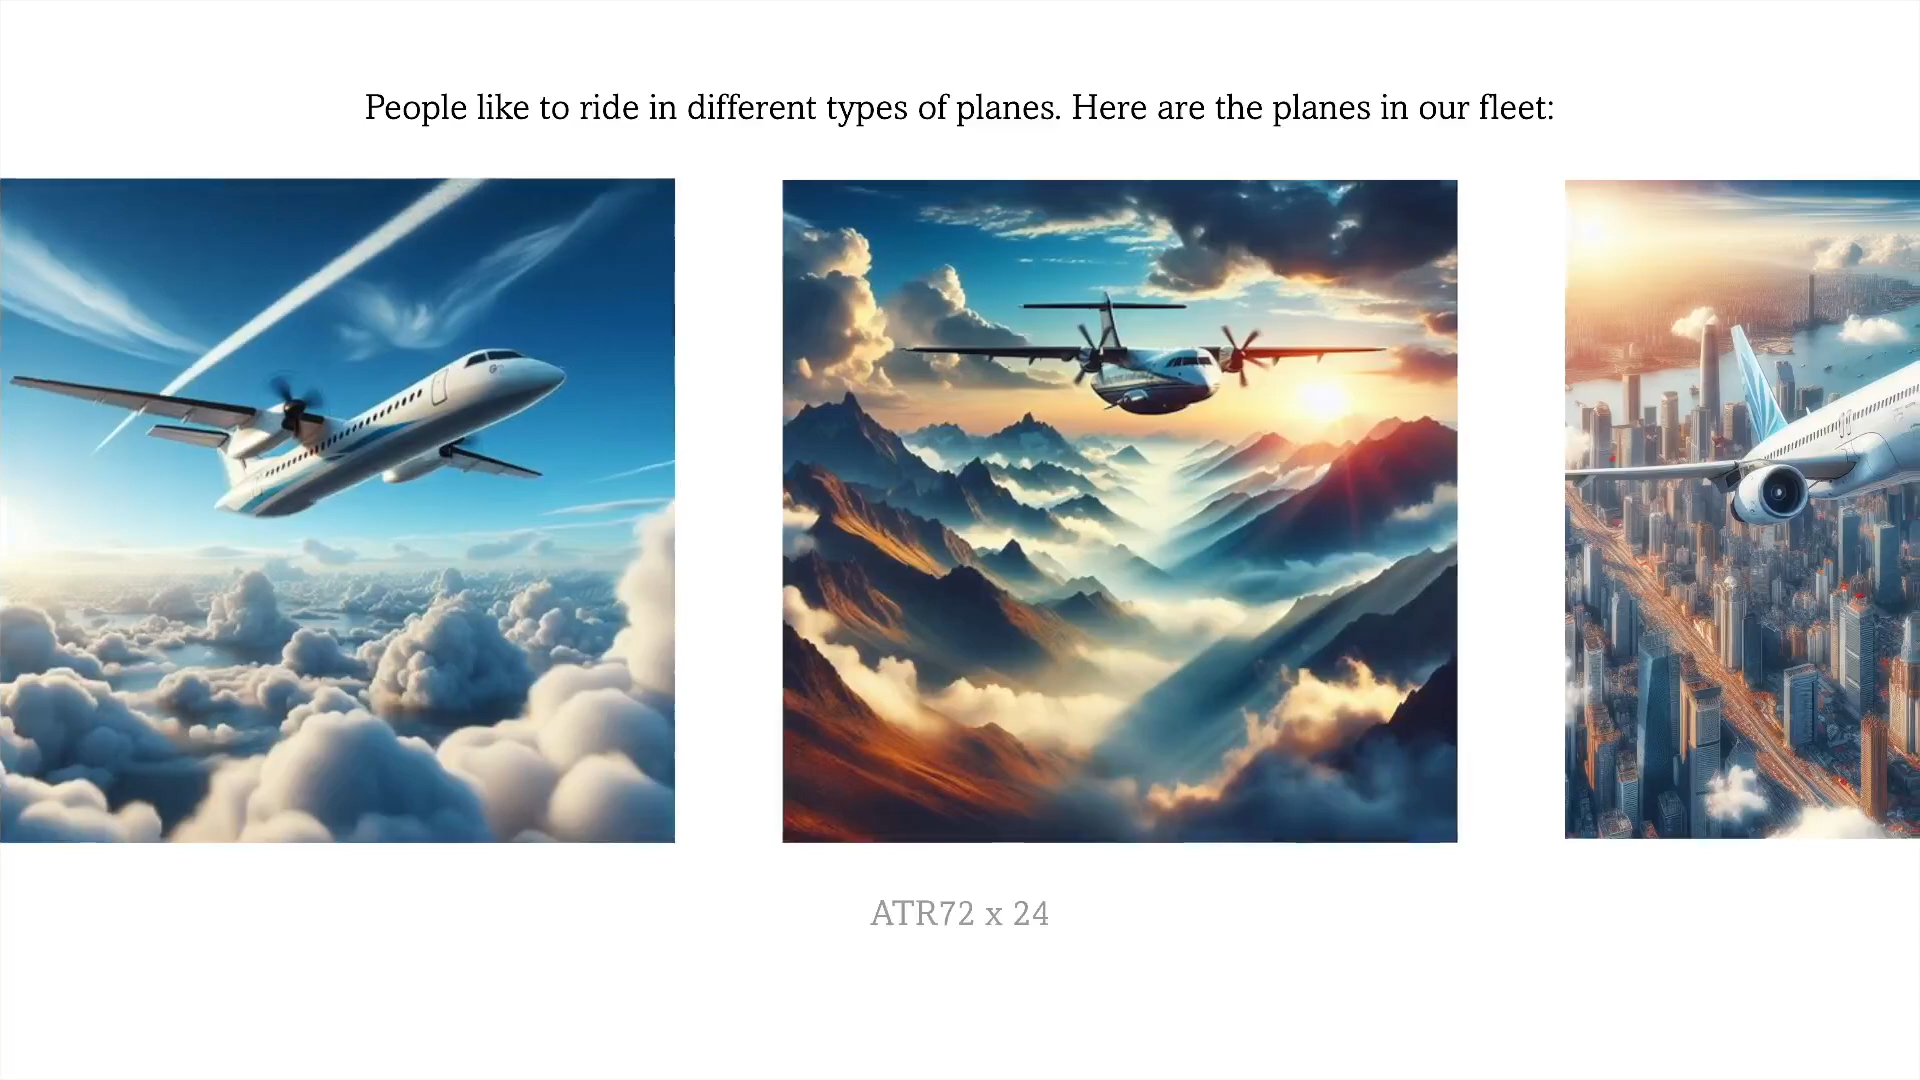 People like to ride in different types of planes. Here are the planes in our fleet:
ATR72 x 24